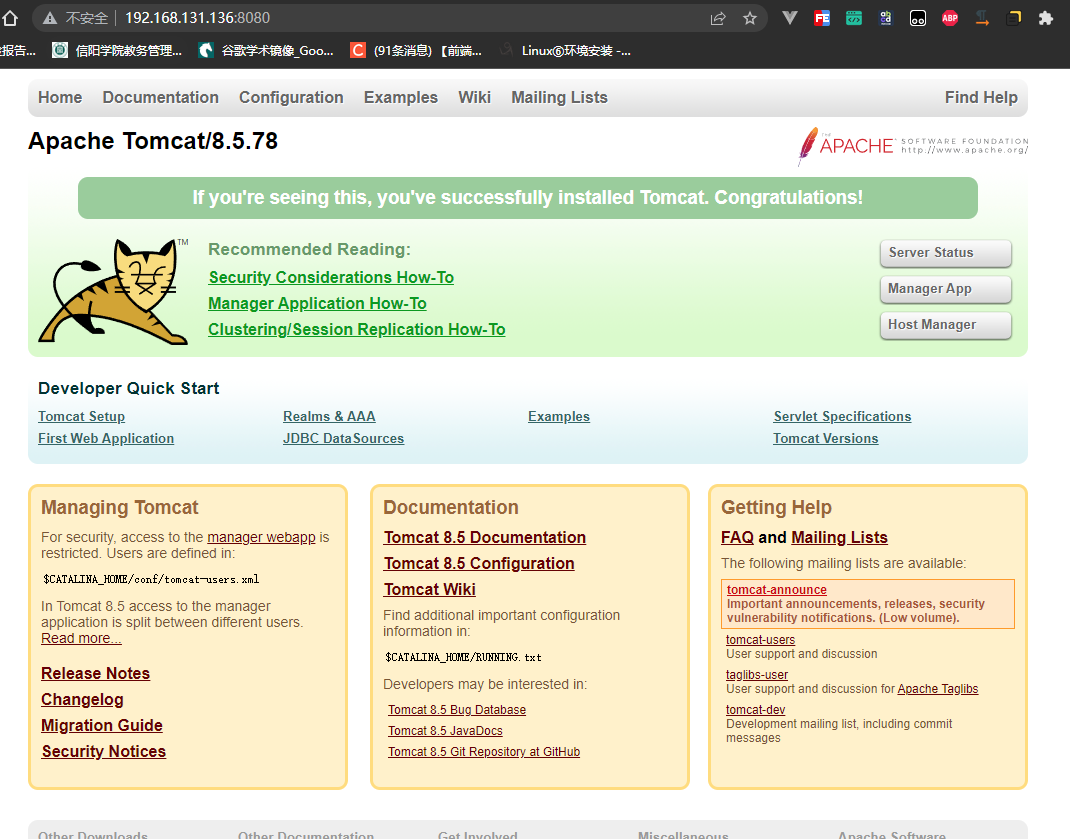 不安全 192.168.131.136:8080
报告... 信阳学院教务管理... 谷歌学术镜像_Goo... (91条消息) 【前端... Linux⑥环境安装 -...
Home Documentation Configuration Examples Wiki Mailing Lists Find Help
Apache Tomcat/8.5.78
THE APACHE SOFTWARE FOUNDATION
http://www.apache.org/
If you're seeing this, you've successfully installed Tomcat. Congratulations!
TM
Recommended Reading:
Security Considerations How-To
Manager Application How-To
Clustering/Session Replication How-To
Server Status
Manager App
Host Manager
Developer Quick Start
Tomcat Setup
First Web Application
Realms & AAA
JDBC DataSources
Examples
Servlet Specifications
Tomcat Versions
Managing Tomcat
For security, access to the manager webapp is
restricted. Users are defined in:
$CATALINA_HOME/conf/tomcat-users.xml
In Tomcat 8.5 access to the manager
application is split between different users.
Read more...
Release Notes
Changelog
Migration Guide
Security Notices
Documentation
Tomcat 8.5 Documentation
Tomcat 8.5 Configuration
Tomcat Wiki
Find additional important configuration
information in:
$CATALINA_HOME/RUNNING.txt
Developers may be interested in:
Tomcat 8.5 Bug Database
Tomcat 8.5 JavaDocs
Tomcat 8.5 Git Repository at GitHub
Getting Help
FAQ and Mailing Lists
The following mailing lists are available:
tomcat-announce
Important announcements, releases, security
vulnerability notifications. (Low volume).
tomcat-users
User support and discussion
taglibs-user
User support and discussion for Apache Taglibs
tomcat-dev
Development mailing list, including commit
messages
Other Downloads Other Documentation Get Involved Miscellaneous Apache Software